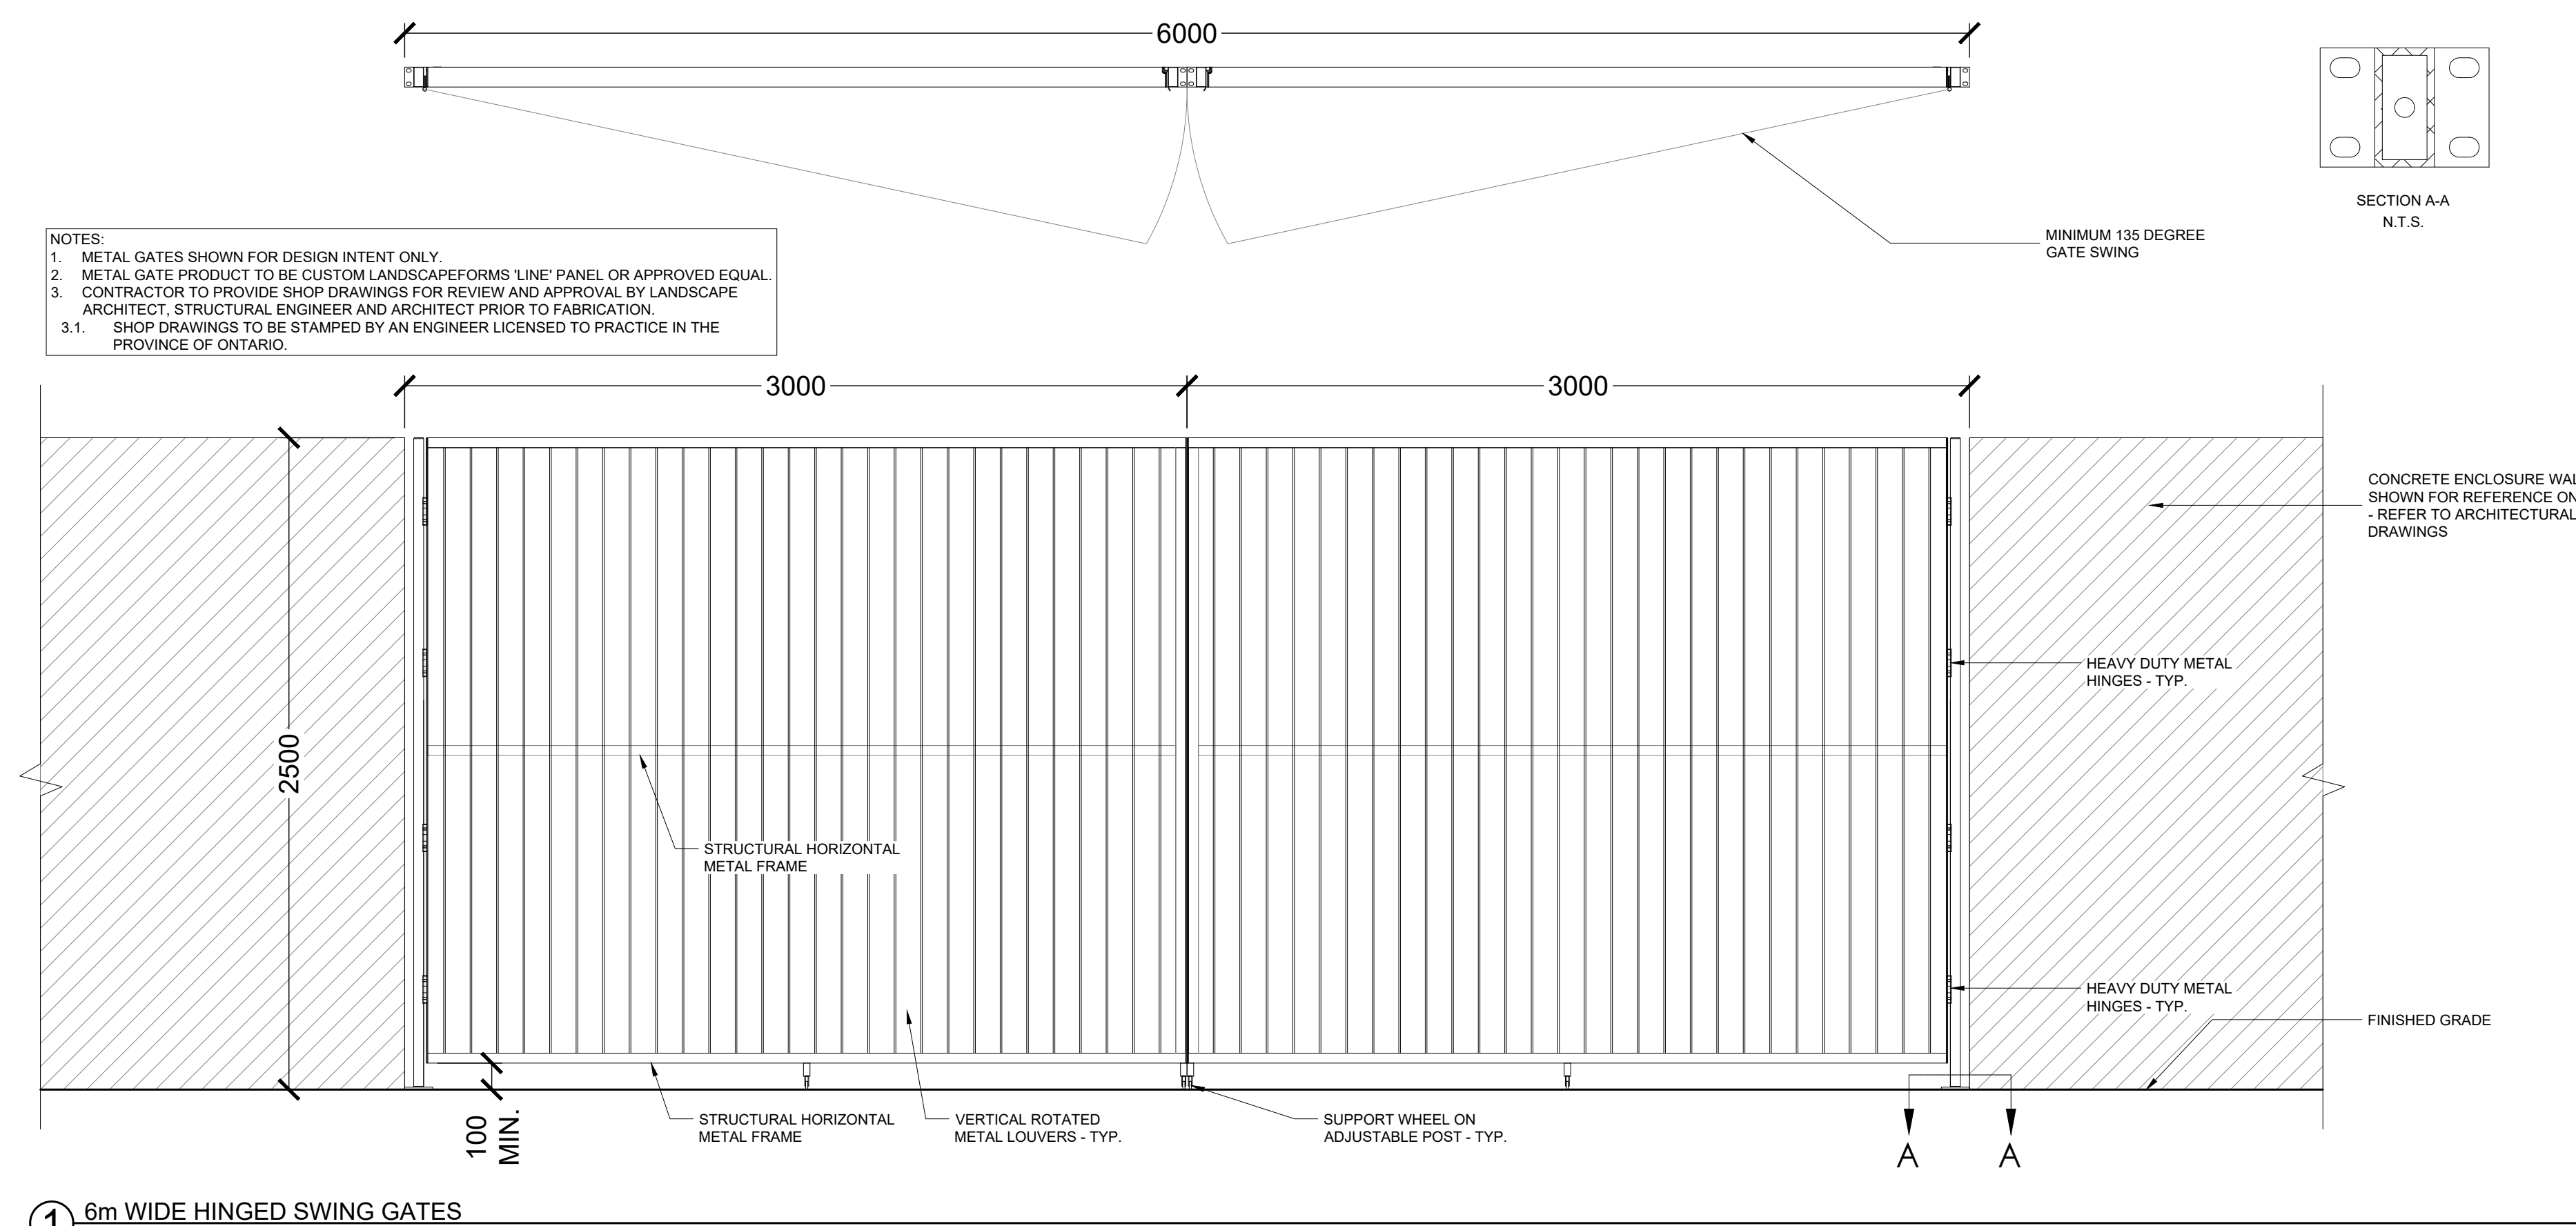 6000
SECTION A-A
N.T.S.
MINIMUM 135 DEGREE
GATE SWING
NOTES:
1. METAL GATES SHOWN FOR DESIGN INTENT ONLY.
2. METAL GATE PRODUCT TO BE CUSTOM LANDSCAPEFORMS 'LINE' PANEL OR APPROVED EQUAL.
3. CONTRACTOR TO PROVIDE SHOP DRAWINGS FOR REVIEW AND APPROVAL BY LANDSCAPE
ARCHITECT, STRUCTURAL ENGINEER AND ARCHITECT PRIOR TO FABRICATION.
3.1. SHOP DRAWINGS TO BE STAMPED BY AN ENGINEER LICENSED TO PRACTICE IN THE
PROVINCE OF ONTARIO.
3000
3000
CONCRETE ENCLOSURE
SHOWN FOR REFERENCE
- REFER TO ARCHITECTURAL
DRAWINGS
HEAVY DUTY METAL
HINGES - TYP.
2500
STRUCTURAL HORIZONTAL
METAL FRAME
HEAVY DUTY METAL
HINGES - TYP.
FINISHED GRADE
100
MIN.
STRUCTURAL HORIZONTAL
METAL FRAME
VERTICAL ROTATED
METAL LOUVERS - TYP.
SUPPORT WHEEL ON
ADJUSTABLE POST - TYP.
A
A
1
6m WIDE HINGED SWING GATES